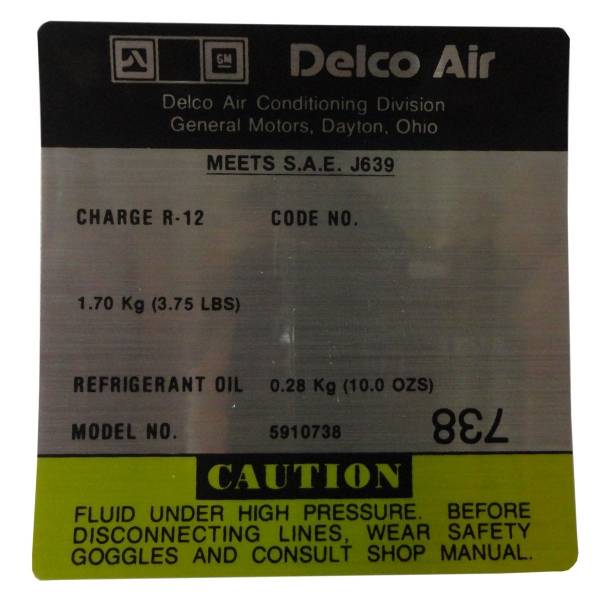 GM Delco Air
Delco Air Conditioning Division
General Motors, Dayton, Ohio
MEETS S.A.E. J639
CHARGE R-12 CODE NO.
1.70 Kg (3.75 LBS)
REFRIGERANT OIL 0.28 Kg (10.0 OZS)
MODEL NO. 5910738 738
CAUTION
FLUID UNDER HIGH PRESSURE. BEFORE
DISCONNECTING LINES, WEAR SAFETY
GOGGLES AND CONSULT SHOP MANUAL.